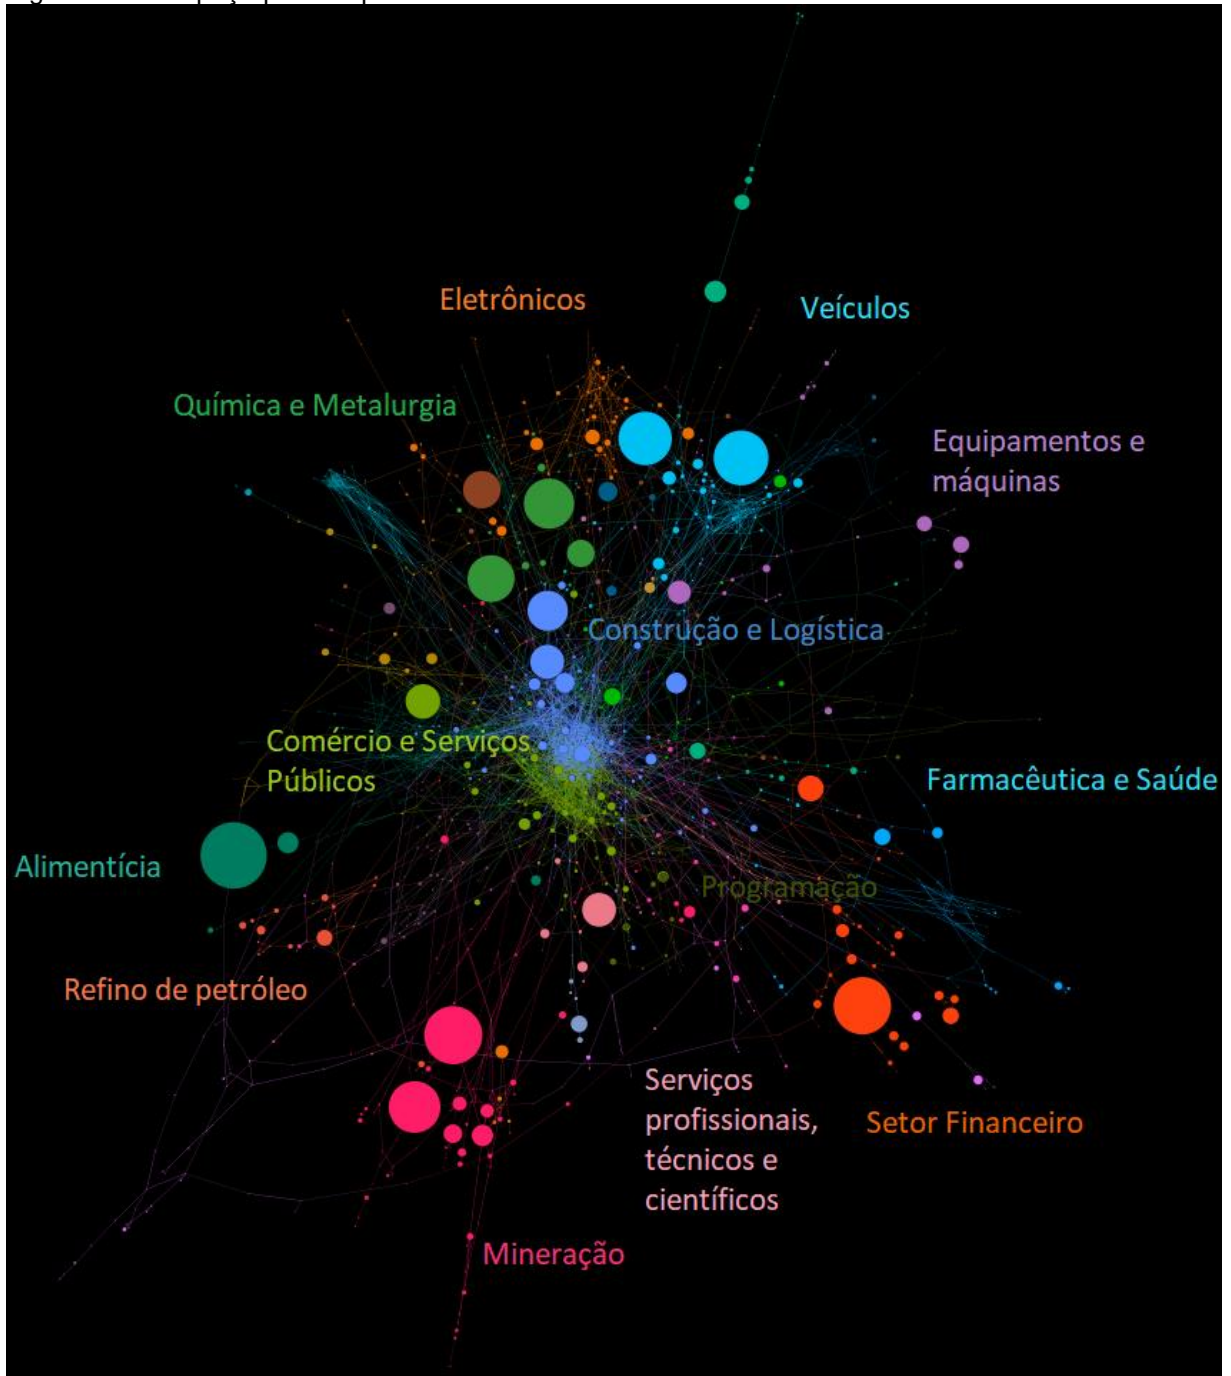 Eletrônicos
Veículos
Química e Metalurgia
Equipamentos e
máquinas
Construção e Logística
Comércio e Serviços
Públicos
Farmacêutica e Saúde
Alimentícia
Programação
Refino de petróleo
Serviços
profissionais,
técnicos e
científicos
Setor Financeiro
Mineração